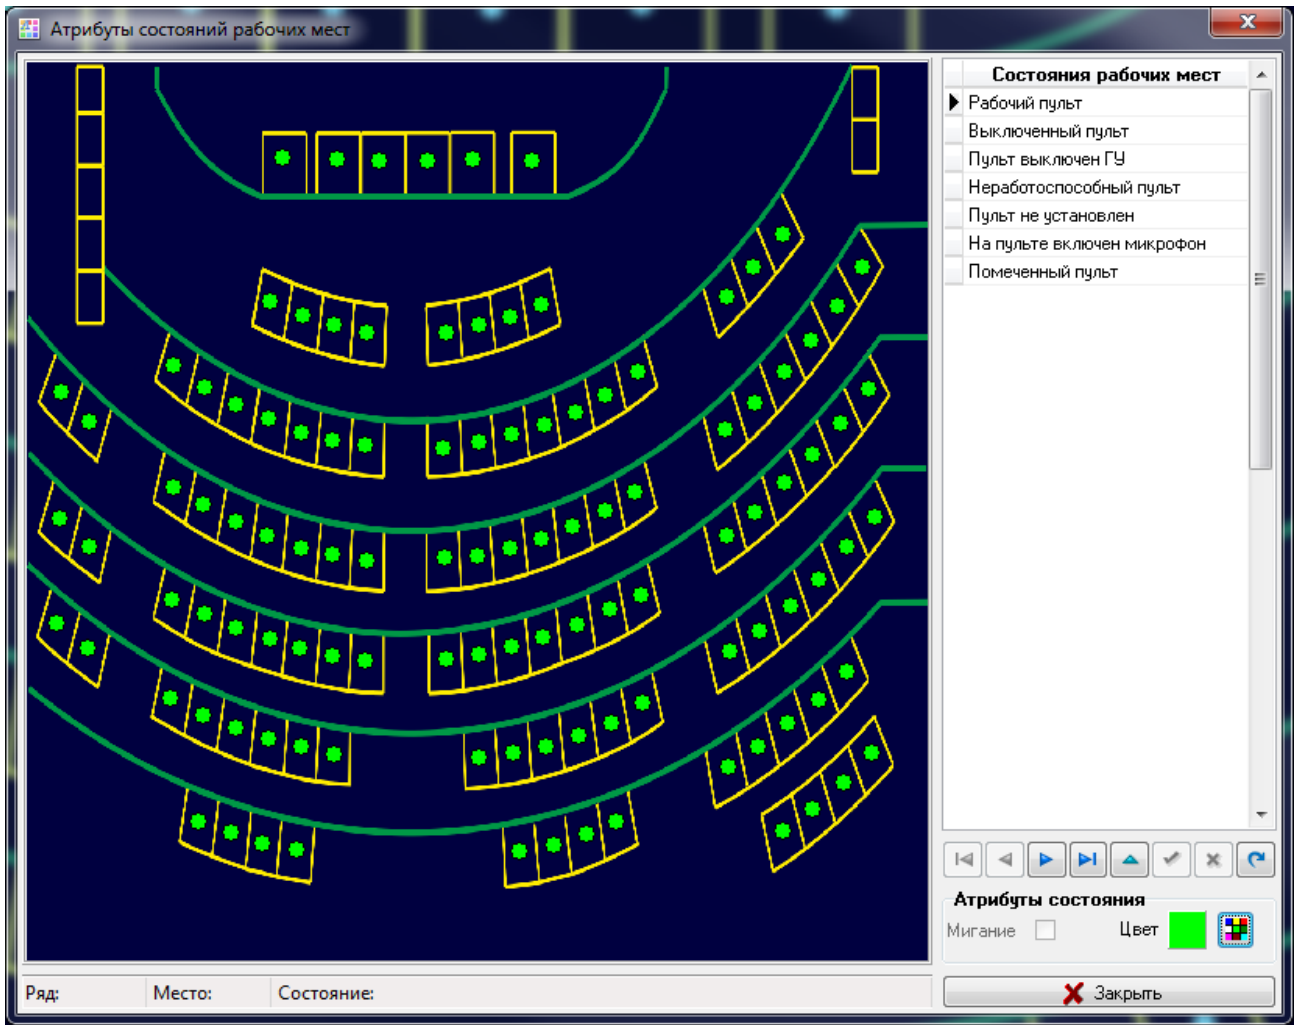 Атрибуты состояний рабочих мест
Состояния рабочих мест
Рабочий пульт
Выключенный пульт
Пульт выключен ГУ
Неработоспособный пульт
Пульт не установлен
На пульте включен микрофон
Помеченный пульт
Атрибуты состояния
Мигание Цвет
Ряд: Место: Состояние:
Закрыть